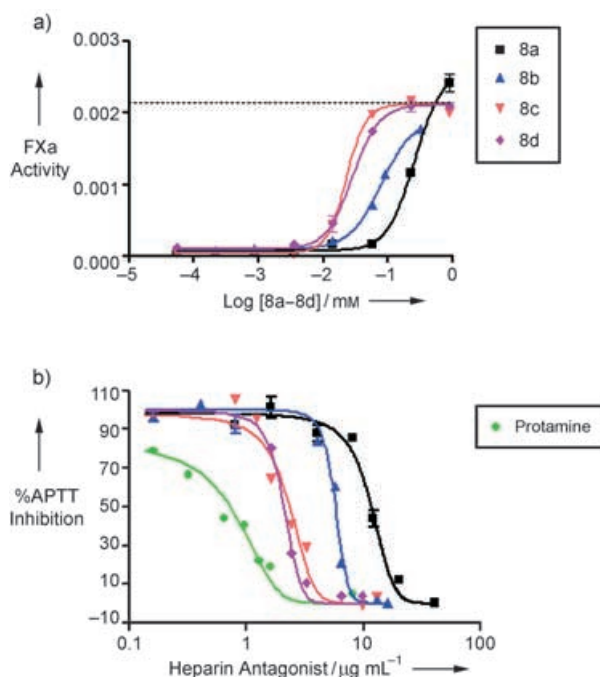 a)
0.003
0.002
0.001
0.000
FXa
Activity
–5
–4
–3
–2
–1
0
Log [8a–8d] / mM
8a
8b
8c
8d
b)
110
90
70
50
30
10
–10
%APTT
Inhibition
0.1
1
10
100
Heparin Antagonist / μg mL⁻¹
Protamine